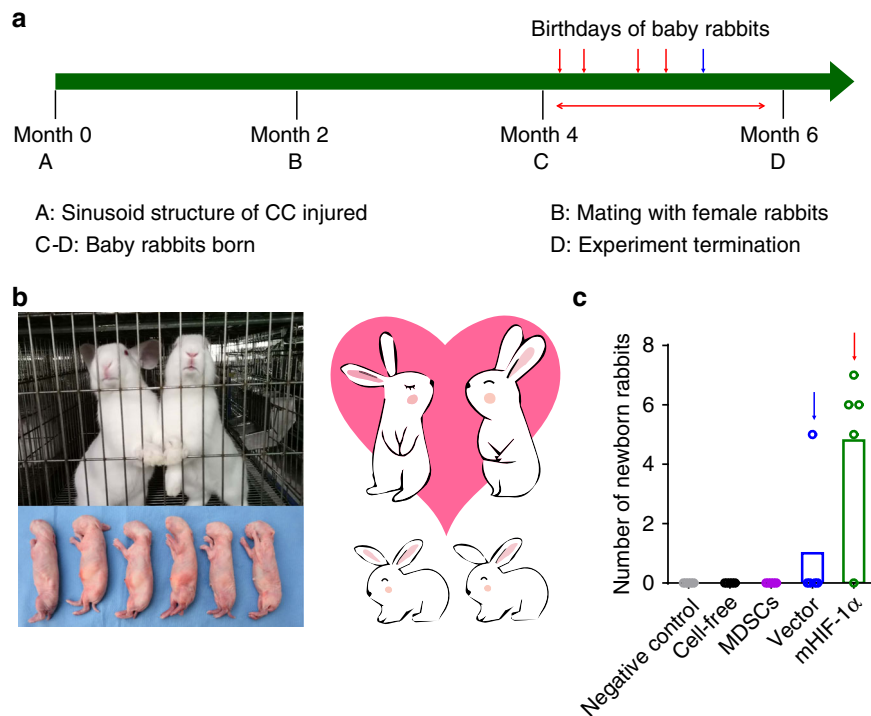 a
Birthdays of baby rabbits
Month 0
Month 2
Month 4
Month 6
A
B
C
D
A: Sinusoid structure of CC injured
B: Mating with female rabbits
C-D: Baby rabbits born
D: Experiment termination
b
c
Number of newborn rabbits
8
6
4
2
0
Negative control
Cell-free
MDSCs
Vector
mHIF-1α